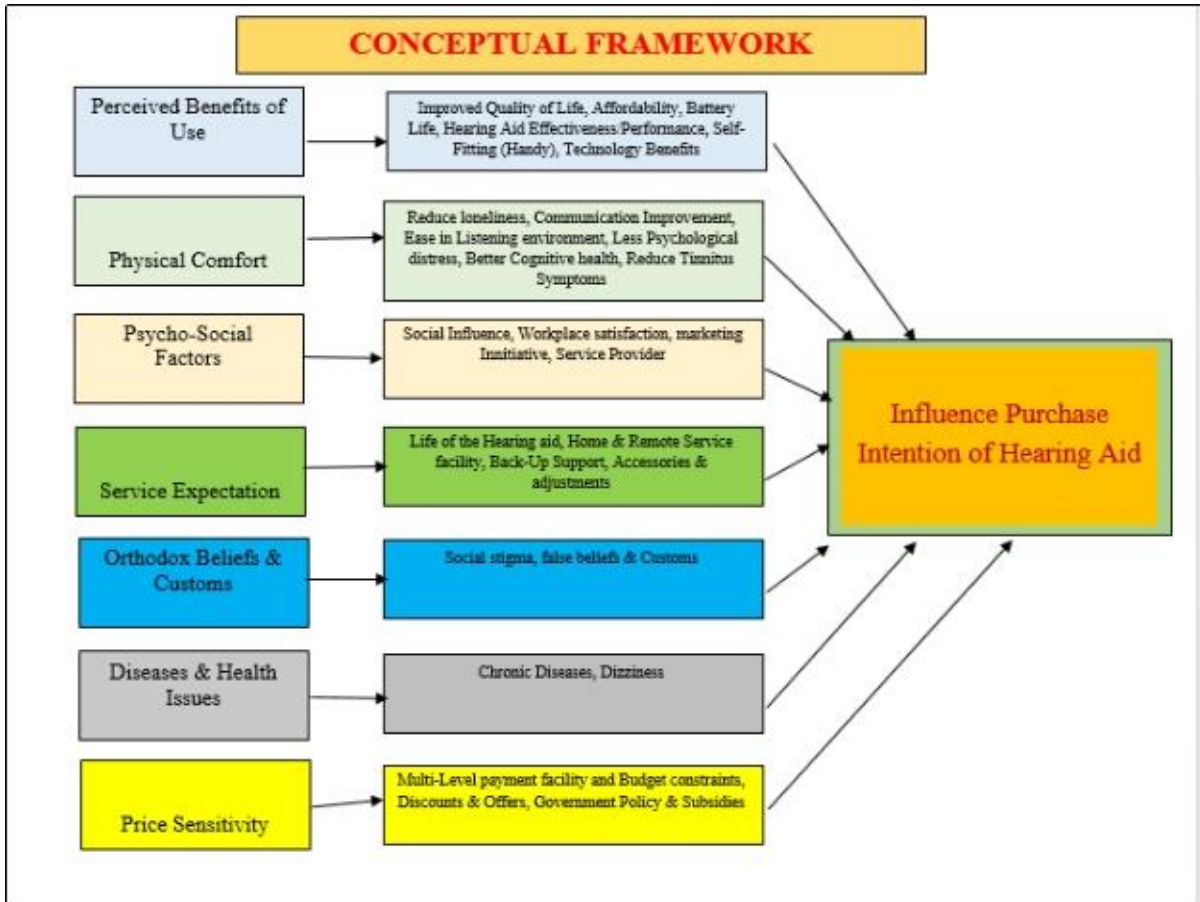 CONCEPTUAL FRAMEWORK
Perceived Benefits of
Use
Improved Quality of Life, Affordability, Battery
Life, Hearing Aid Effectiveness/Performance, Self-
Fitting (Handy), Technology Benefits
Physical Comfort
Reduce loneliness, Communication Improvement,
Ease in Listening environment, Less Psychological
distress, Better Cognitive health, Reduce Tinnitus
Symptoms
Psycho-Social
Factors
Social Influence, Workplace satisfaction, marketing
Innitiative, Service Provider
Influence Purchase
Intention of Hearing Aid
Service Expectation
Life of the Hearing aid, Home & Remote Service
facility, Back-Up Support, Accessories &
adjustments
Orthodox Beliefs &
Customs
Social stigma, false beliefs & Customs
Diseases & Health
Issues
Chronic Diseases, Dizziness
Price Sensitivity
Multi-Level payment facility and Budget constraints,
Discounts & Offers, Government Policy & Subsidies